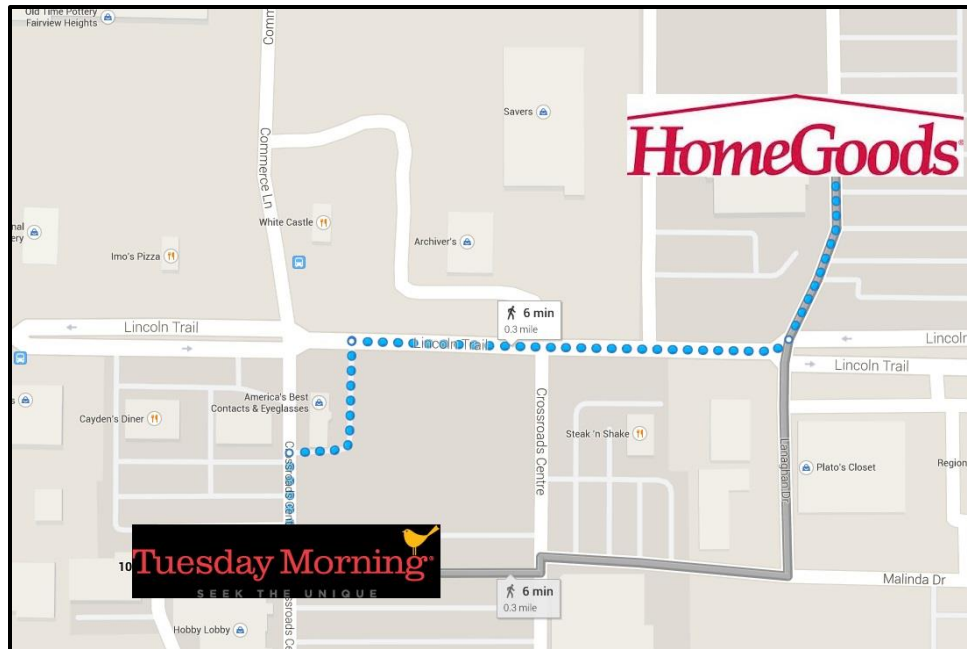 Old Time Pottery
Fairview Heights
Comm
Commerce Ln
Savers
HomeGoods®
White Castle
Imo's Pizza
Archiver's
6 min
0.3 mile
Lincoln Trail
Lincoln Trail
Lincoln
Lincoln Trail
America's Best
Contacts & Eyeglasses
Cayden's Diner
Crossroads Centre
Steak 'n Shake
Lanaghan Dr
Plato's Closet
Region
Tuesday Morning®
SEEK THE UNIQUE
10
6 min
0.3 mile
Malinda Dr
Hobby Lobby